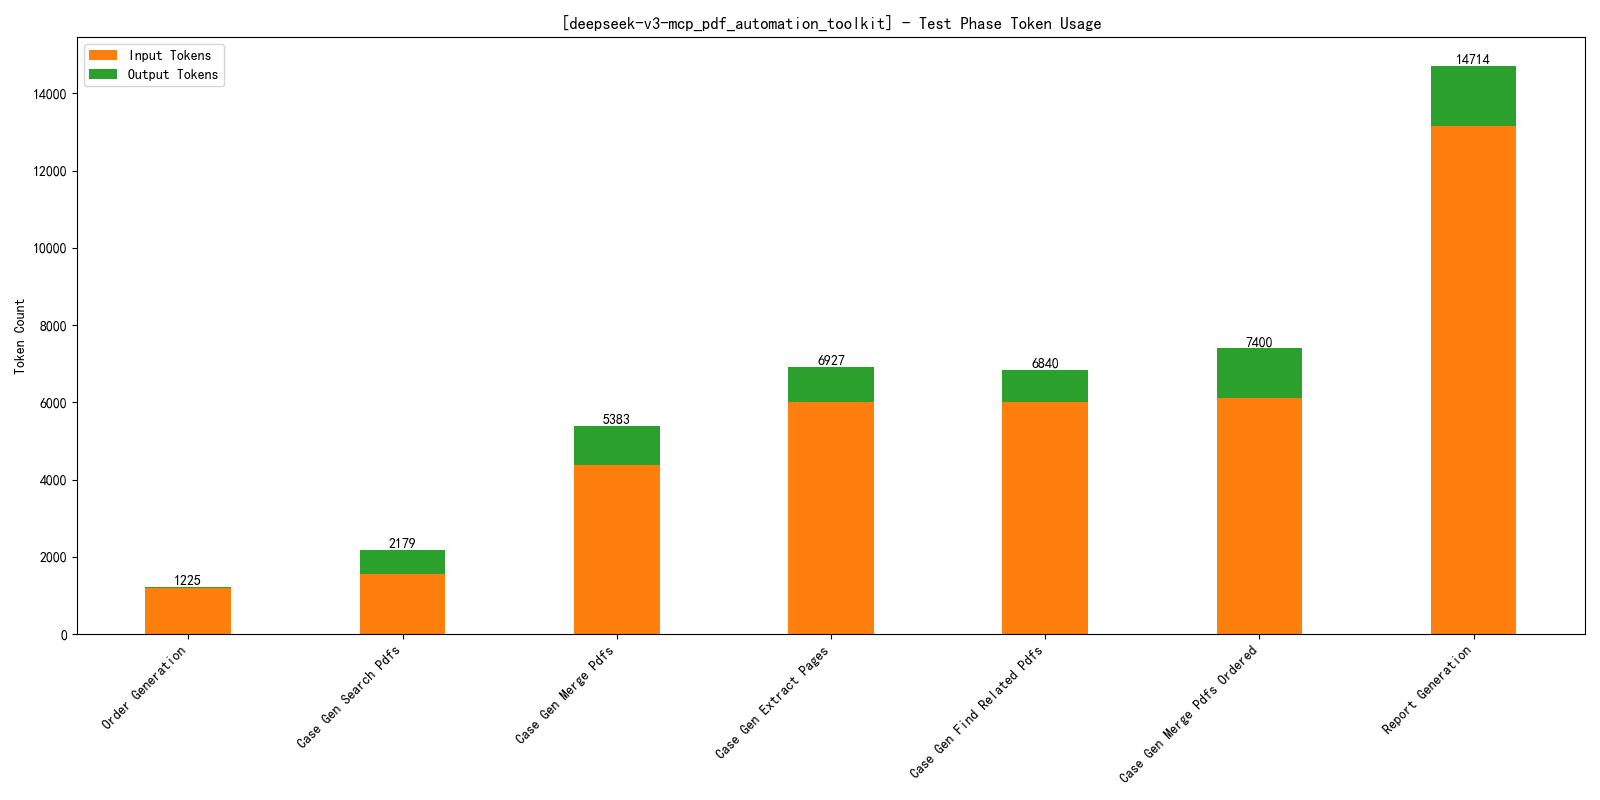 [deepseek-v3-mcp_pdf_automation_toolkit] - Test Phase Token Usage
Input Tokens
Output Tokens
Token Count
14000
12000
10000
8000
6000
4000
2000
0
1225
2179
5383
6927
6840
7400
14714
Order Generation
Case Gen Search Pdfs
Case Gen Merge Pdfs
Case Gen Extract Pages
Case Gen Find Related Pdfs
Case Gen Merge Pdfs Ordered
Report Generation